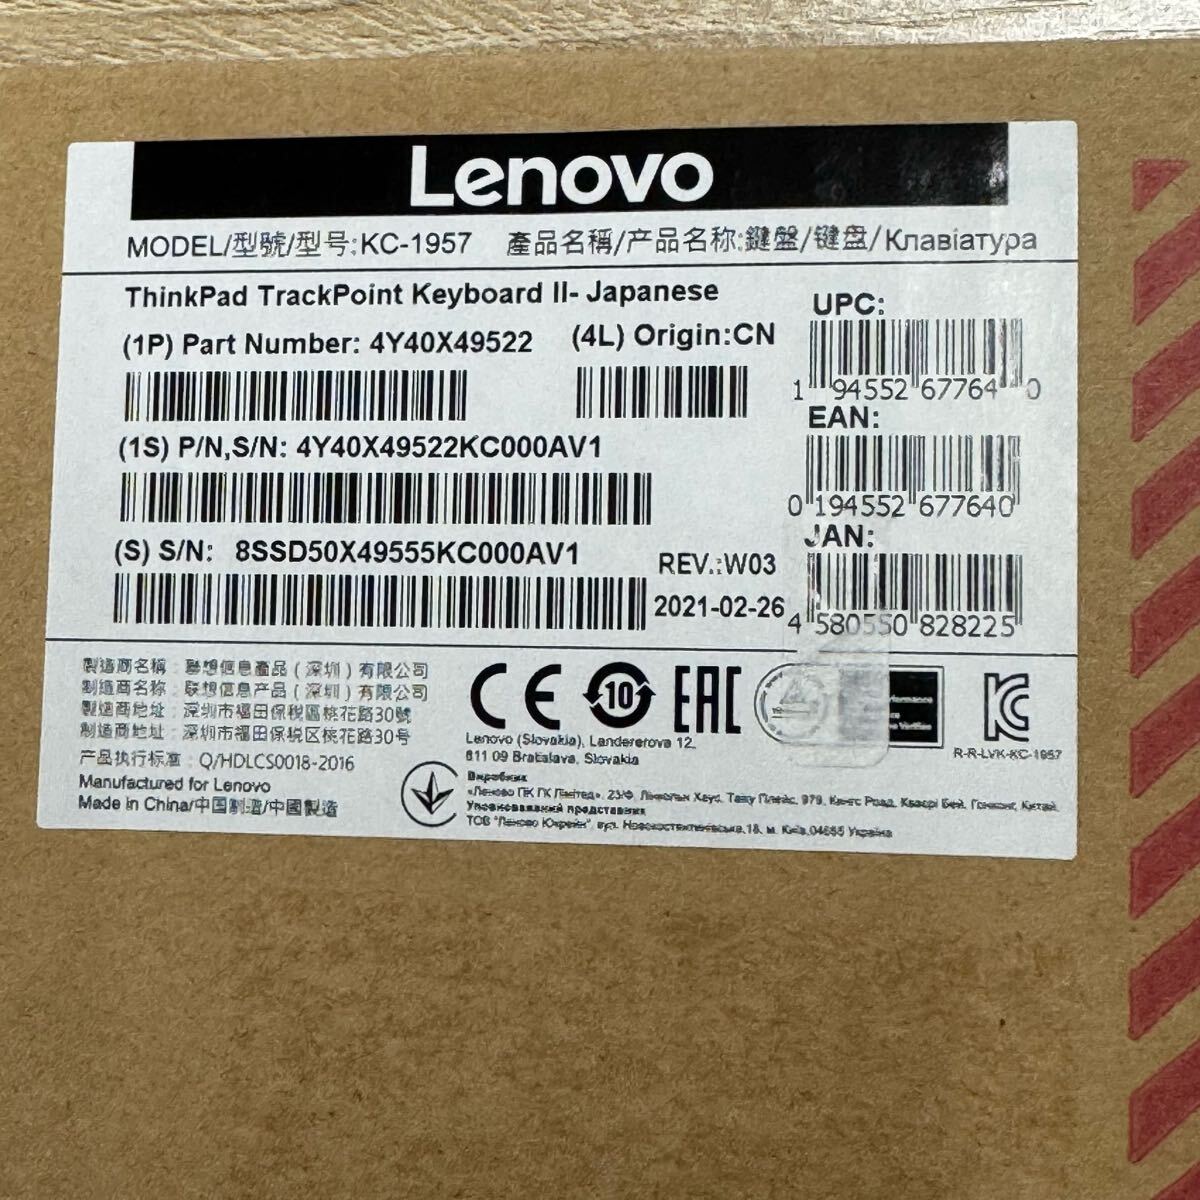 Lenovo
MODEL/型號/型号:KC-1957 產品名稱/产品名称:鍵盤/键盘/Клавіатура
ThinkPad TrackPoint Keyboard II- Japanese
(1P) Part Number: 4Y40X49522 (4L) Origin:CN
UPC:
1 94552 67764 0
(1S) P/N,S/N: 4Y40X49522KC000AV1
EAN:
0 194552 677640
(S) S/N: 8SSD50X49555KC000AV1
REV.:W03
2021-02-26
JAN:
4 580550 828225
製造商名稱: 聯想信息產品(深圳)有限公司
制造商名称: 联想信息产品(深圳)有限公司
製造商地址: 深圳市福田保稅區桃花路30號
制造商地址: 深圳市福田保税区桃花路30号
产品执行标准: Q/HDLCS0018-2016
Manufactured for Lenovo
Made in China/中国制造/中國製造
CE 10 EAC
Lenovo (Slovakia), Landererova 12,
811 09 Bratislava, Slovakia
Виробник
Уповноважений представник
R-R-LVK-KC-1957